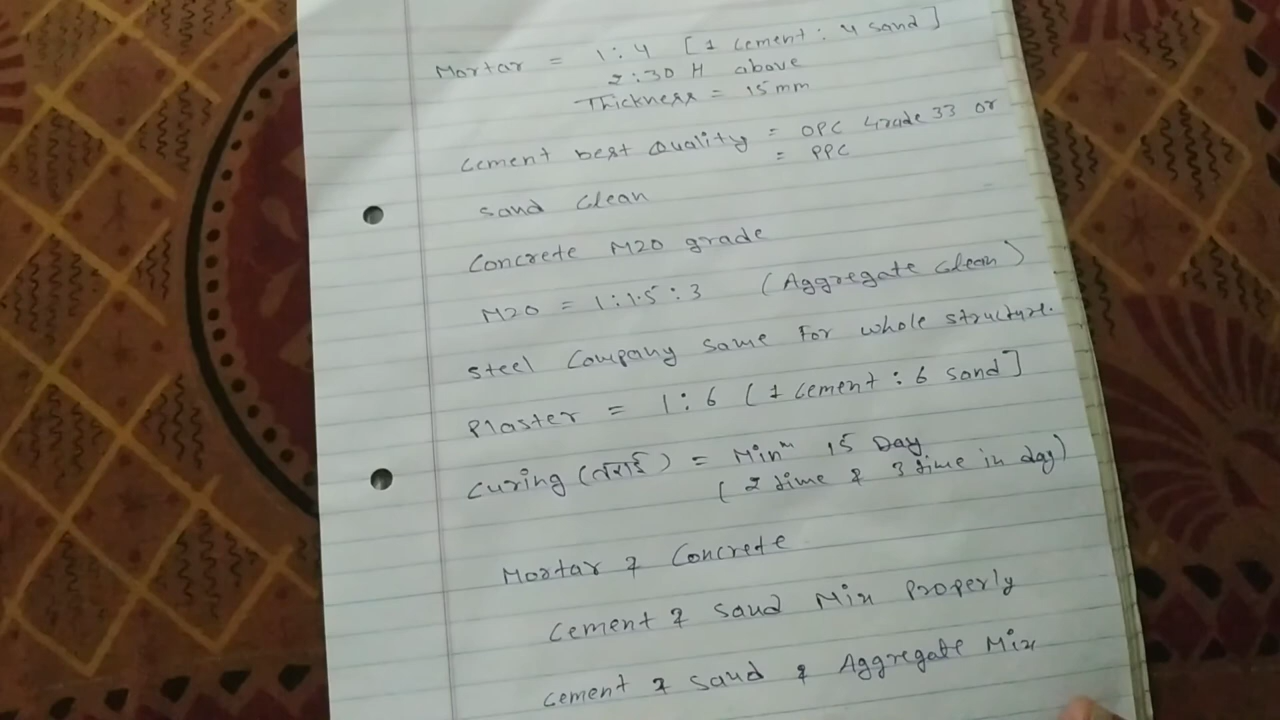 Mortar = 1:4 [1 cement : 4 sand]
2:30 H above
Thickness = 15mm
cement best Quality = OPC Grade 33 or
= PPC
sand clean
Concrete M20 grade
M20 = 1:1.5:3 (Aggregate clean)
steel company same for whole structure.
Plaster = 1:6 (1 cement : 6 sand]
curing (तराई) = Minᵐ 15 Day
( 2 time & 3 time in day)
Mortar & Concrete
cement & sand Mix Properly
cement & sand & Aggregate Mix